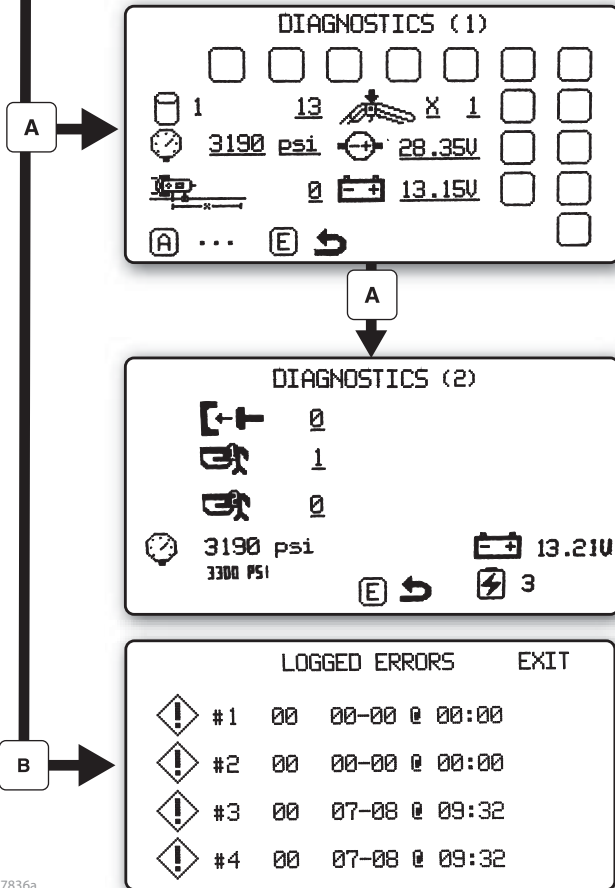 DIAGNOSTICS (1)
1 13 X 1
A
3190 psi 28.35V
x
0 - + 13.15V
A ... E
A
DIAGNOSTICS (2)
0
1 1
2 0
3190 psi - + 13.21V
3300 PSI
E 3
LOGGED ERRORS EXIT
#1 00 00-00 @ 00:00
B
#2 00 00-00 @ 00:00
#3 00 07-08 @ 09:32
#4 00 07-08 @ 09:32
7836a